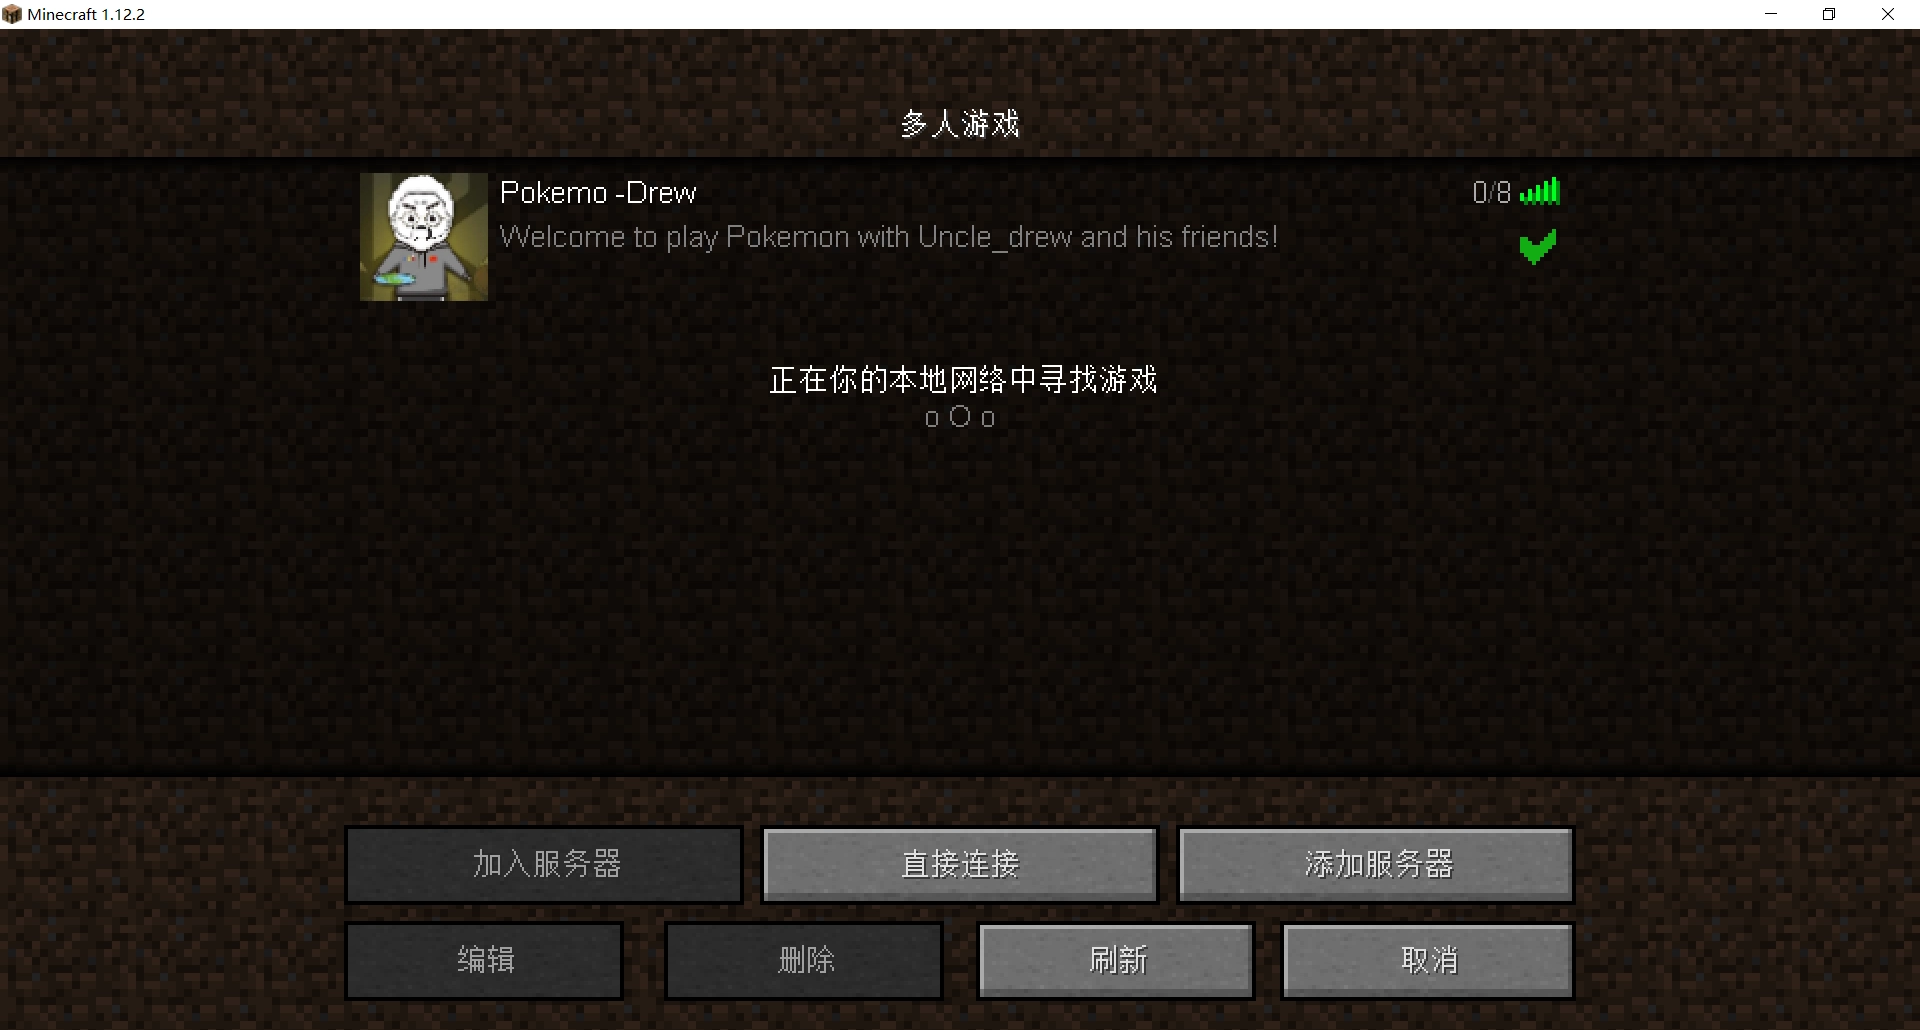 Minecraft 1.12.2
多人游戏
Pokemo -Drew
0/8
Welcome to play Pokemon with Uncle_drew and his friends!
正在你的本地网络中寻找游戏
o O o
加入服务器
直接连接
添加服务器
编辑
删除
刷新
取消